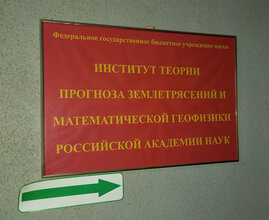 Федеральное государственное бюджетное учреждение науки
ИНСТИТУТ ТЕОРИИ
ПРОГНОЗА ЗЕМЛЕТРЯСЕНИЙ И
МАТЕМАТИЧЕСКОЙ ГЕОФИЗИКИ
РОССИЙСКОЙ АКАДЕМИИ НАУК